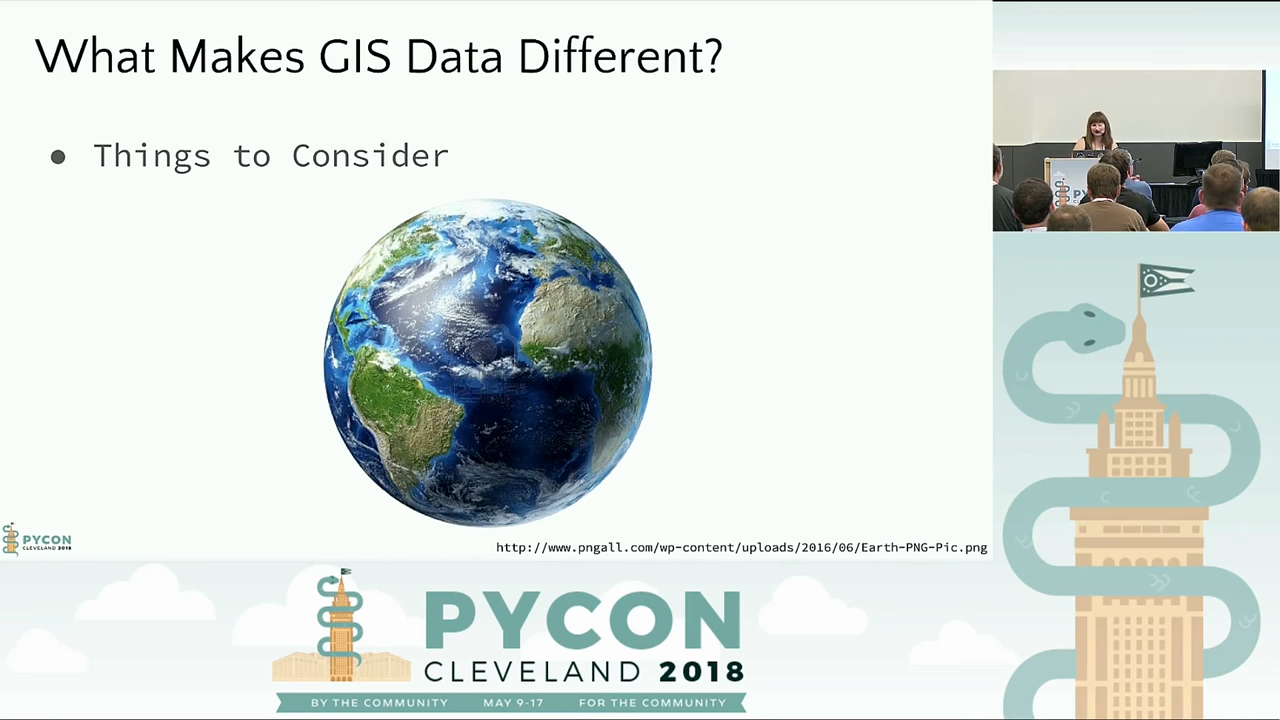 What Makes GIS Data Different?
● Things to Consider
PYCON
CLEVELAND 2018
http://www.pngall.com/wp-content/uploads/2016/06/Earth-PNG-Pic.png
PYCON
CLEVELAND 2018
BY THE COMMUNITY MAY 9-17 FOR THE COMMUNITY